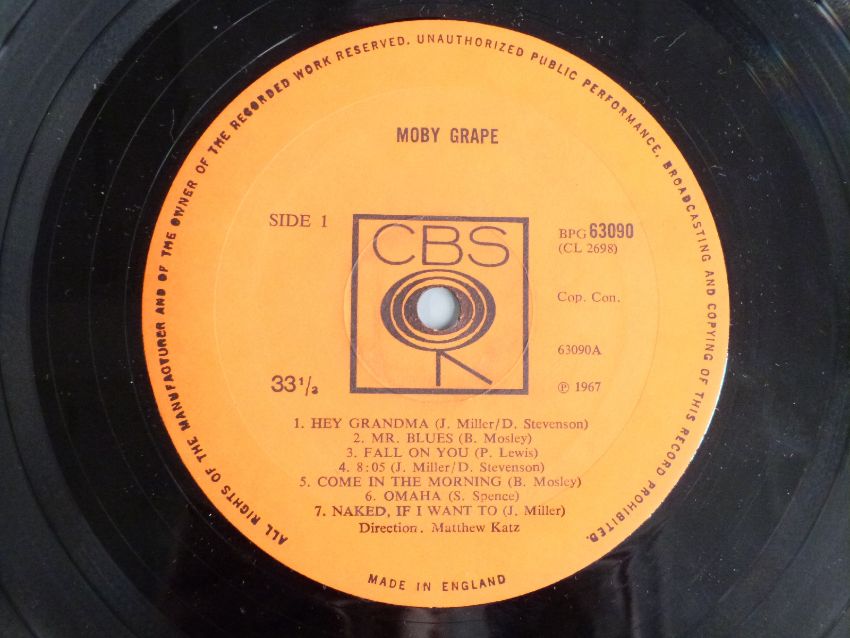 ALL RIGHTS OF THE MANUFACTURER AND OF THE OWNER OF THE RECORDED WORK RESERVED. UNAUTHORIZED PUBLIC PERFORMANCE, BROADCASTING AND COPYING OF THIS RECORD PROHIBITED.
MOBY GRAPE
SIDE 1
CBS
BPG 63090
(CL 2698)
Cop. Con.
63090A
33 1/3
℗ 1967
1. HEY GRANDMA (J. Miller/D. Stevenson)
2. MR. BLUES (B. Mosley)
3. FALL ON YOU (P. Lewis)
4. 8:05 (J. Miller/D. Stevenson)
5. COME IN THE MORNING (B. Mosley)
6. OMAHA (S. Spence)
7. NAKED, IF I WANT TO (J. Miller)
Direction. Matthew Katz
MADE IN ENGLAND